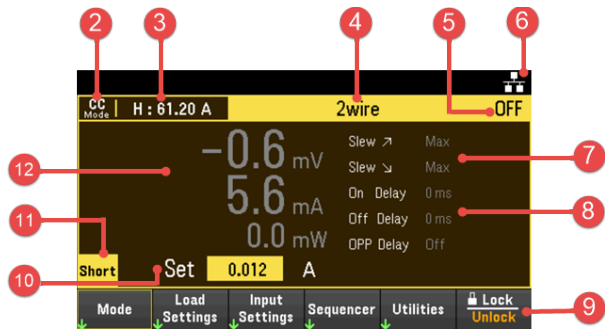 2 3 4 5 6
CC Mode H: 61.20 A 2wire OFF
-0.6 mV Slew ↗ Max 7
12 Slew ↘ Max
5.6 mA On Delay 0 ms
Off Delay 0 ms 8
0.0 mW OPP Delay Off
11
Short Set 0.012 A
10
Mode Load Settings Input Settings Sequencer Utilities Lock Unlock 9